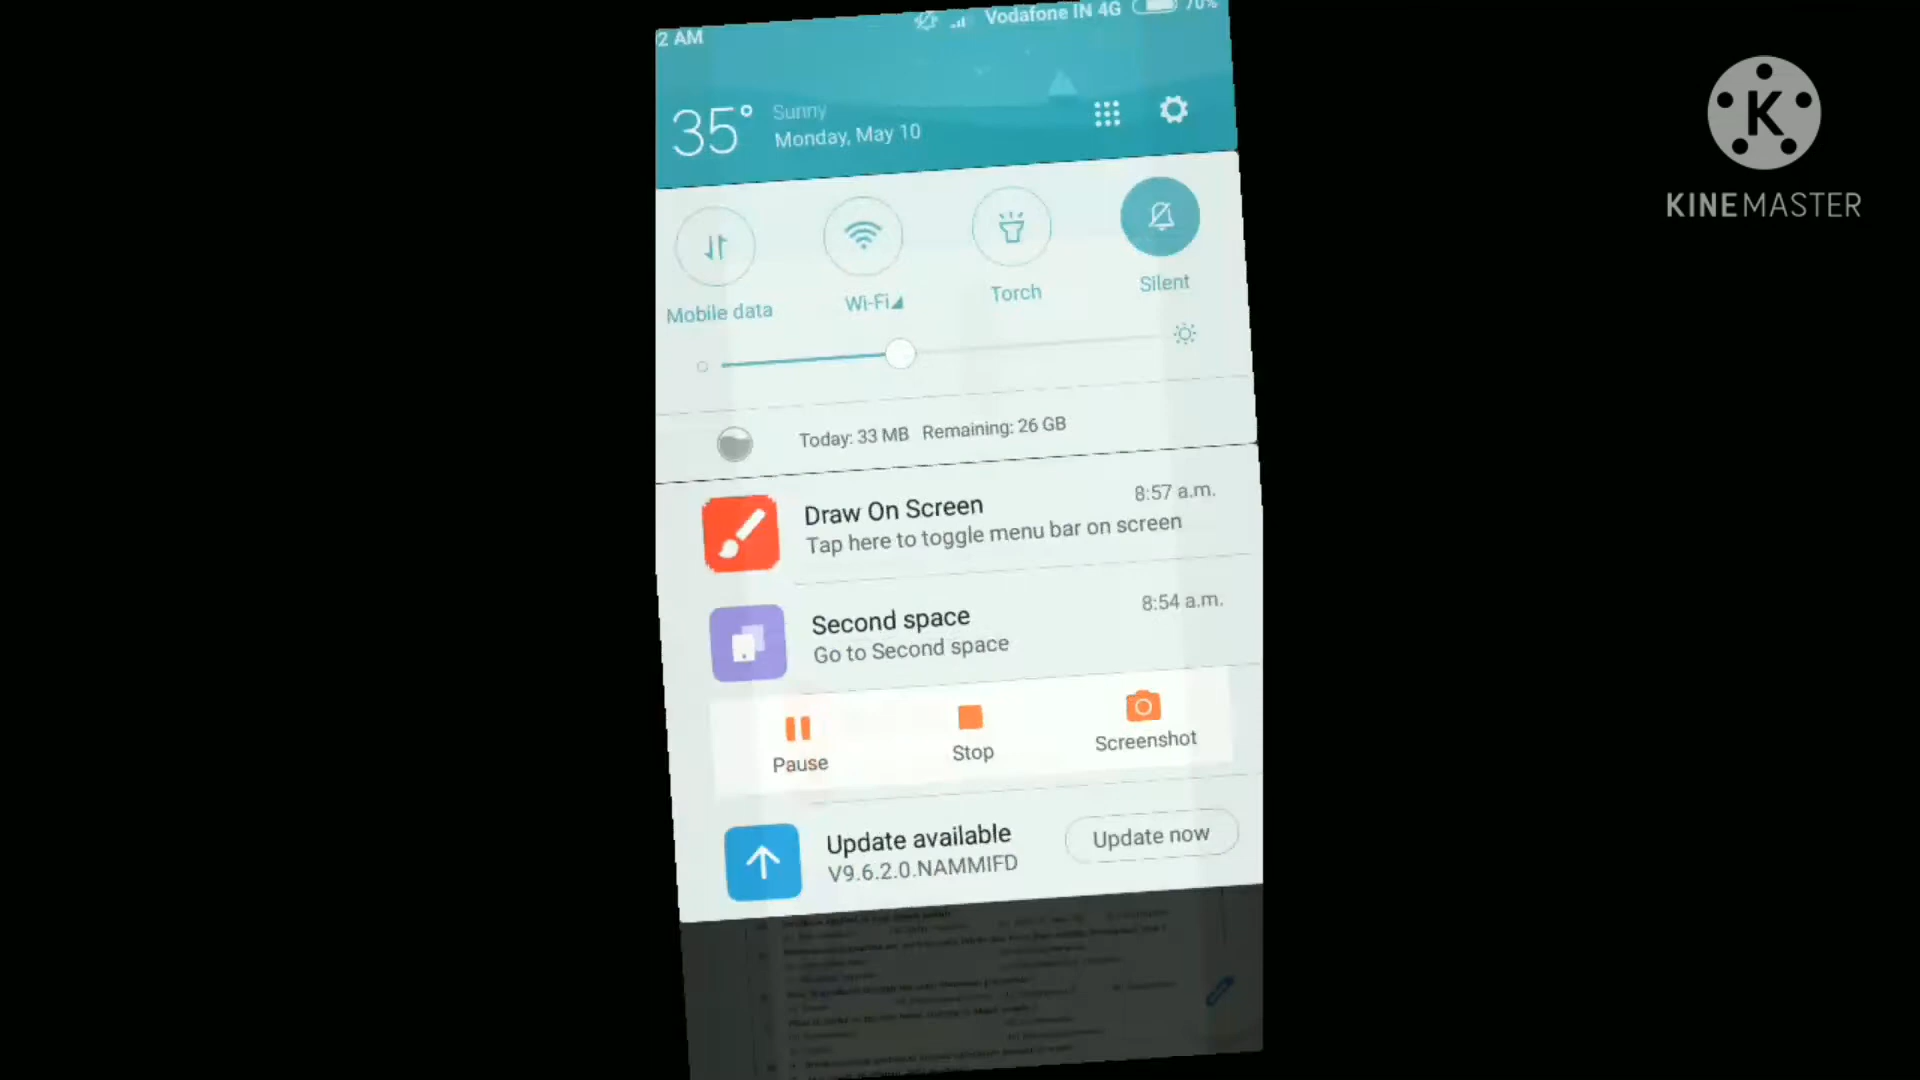 2 AM
Vodafone IN 4G
70%
35°
Sunny
Monday, May 10
KINEMASTER
Mobile data
Wi-Fi
Torch
Silent
Today: 33 MB Remaining: 26 GB
Draw On Screen
8:57 a.m.
Tap here to toggle menu bar on screen
Second space
8:54 a.m.
Go to Second space
Pause
Stop
Screenshot
Update available
Update now
V9.6.2.0.NAMMIFD